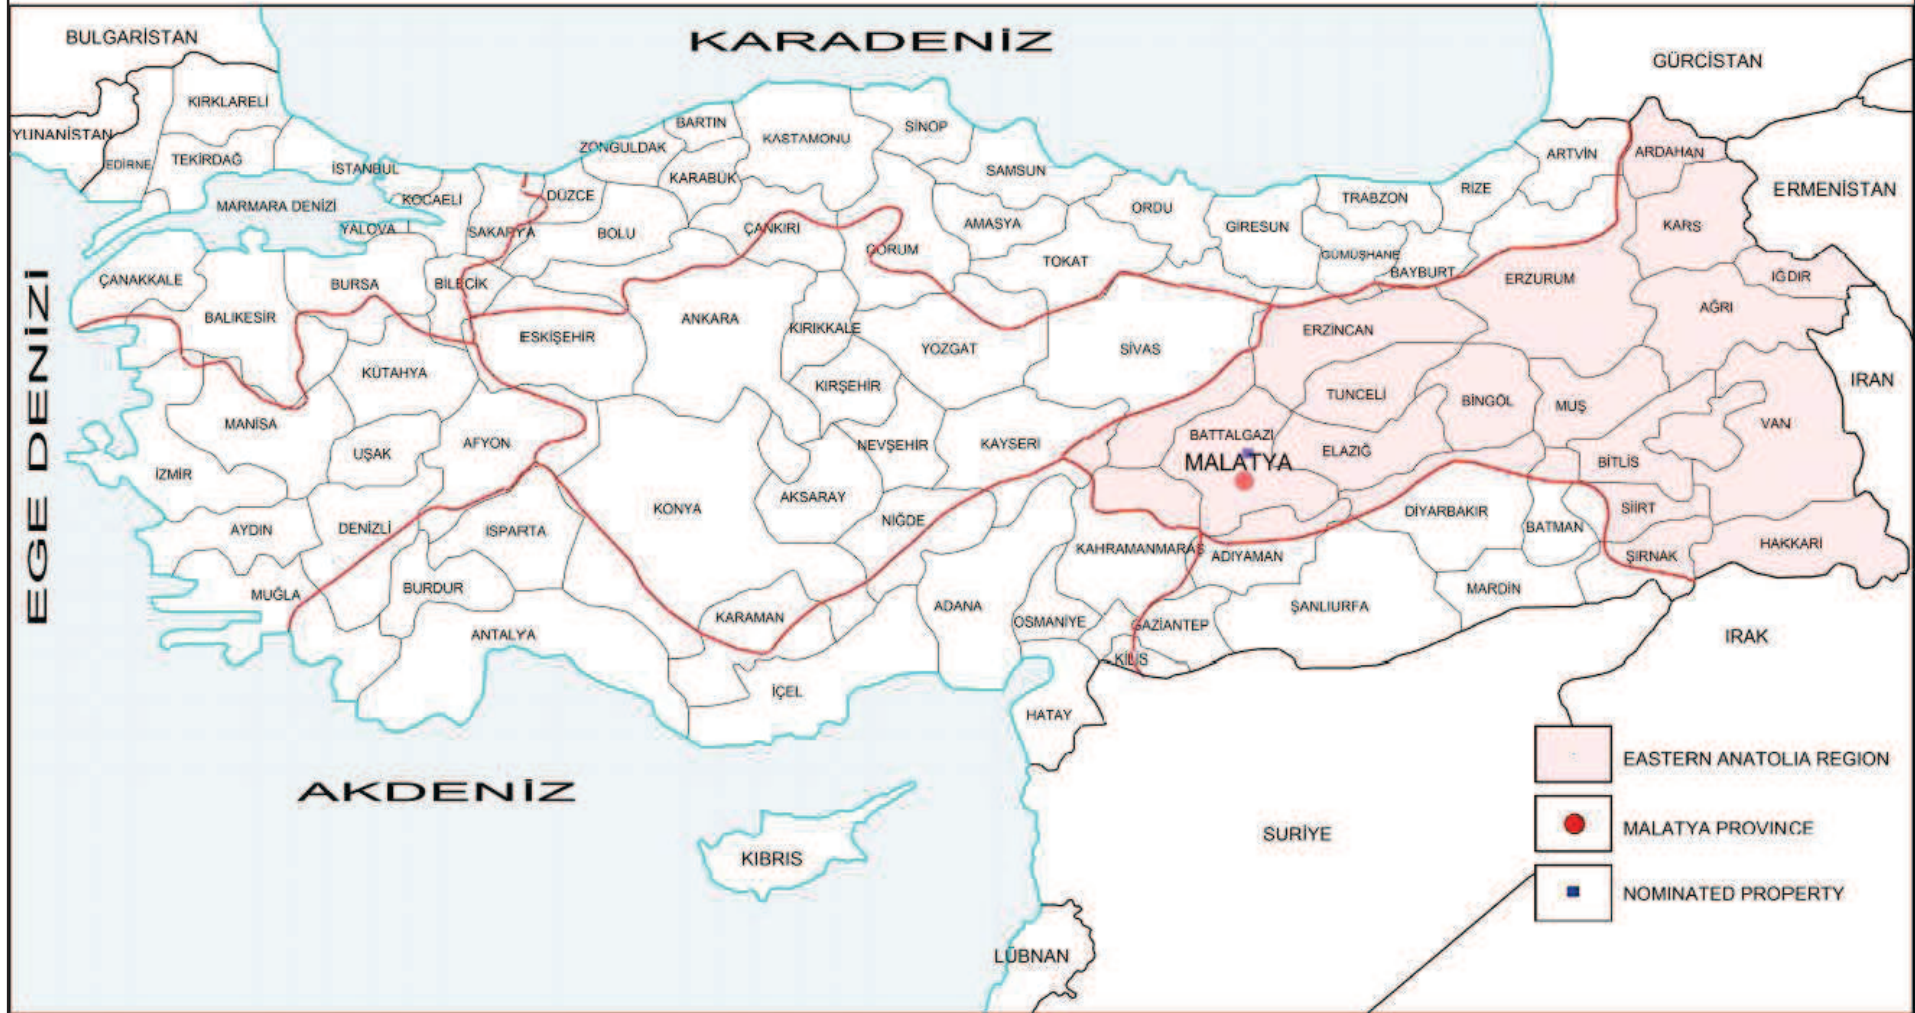 BULGARİSTAN
KARADENİZ
GÜRCİSTAN
KIRKLARELİ
YUNANİSTAN
EDİRNE
TEKİRDAĞ
İSTANBUL
ZONGULDAK
BARTIN
KASTAMONU
SİNOP
ARTVİN
ARDAHAN
ERMENİSTAN
MARMARA DENİZİ
KOCAELİ
DÜZCE
KARABÜK
SAMSUN
TRABZON
RİZE
YALOVA
SAKARYA
BOLU
ÇANKIRI
ÇORUM
AMASYA
ORDU
GİRESUN
KARS
TOKAT
GÜMÜŞHANE
BAYBURT
ERZURUM
IĞDIR
ÇANAKKALE
BURSA
BİLECİK
AĞRI
BALIKESİR
ESKİŞEHİR
ANKARA
KIRIKKALE
YOZGAT
SİVAS
ERZİNCAN
EGE DENİZİ
KÜTAHYA
KIRŞEHİR
TUNCELİ
BİNGÖL
MUŞ
IRAN
MANİSA
UŞAK
AFYON
NEVŞEHİR
KAYSERI
BATTALGAZI
ELAZIĞ
VAN
İZMİR
MALATYA
BİTLİS
AKSARAY
KONYA
NİĞDE
AYDIN
DENİZLİ
ISPARTA
DİYARBAKIR
BATMAN
SİİRT
KAHRAMANMARAŞ
ADIYAMAN
ŞIRNAK
HAKKARİ
MUĞLA
BURDUR
KARAMAN
ADANA
OSMANİYE
GAZİANTEP
ŞANLIURFA
MARDİN
ANTALYA
KİLİS
IRAK
İÇEL
HATAY
AKDENİZ
EASTERN ANATOLIA REGION
SURİYE
MALATYA PROVINCE
KIBRIS
NOMINATED PROPERTY
LÜBNAN